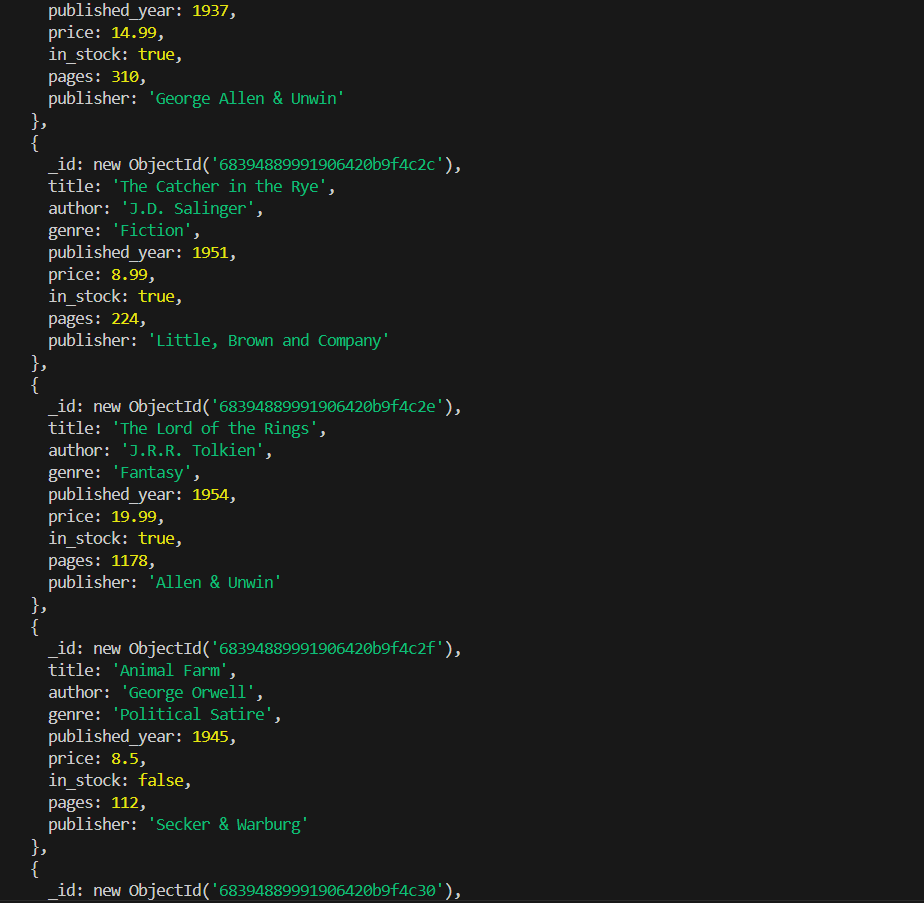 published_year: 1937,
price: 14.99,
in_stock: true,
pages: 310,
publisher: 'George Allen & Unwin'
},
{
_id: new ObjectId('68394889991906420b9f4c2c'),
title: 'The Catcher in the Rye',
author: 'J.D. Salinger',
genre: 'Fiction',
published_year: 1951,
price: 8.99,
in_stock: true,
pages: 224,
publisher: 'Little, Brown and Company'
},
{
_id: new ObjectId('68394889991906420b9f4c2e'),
title: 'The Lord of the Rings',
author: 'J.R.R. Tolkien',
genre: 'Fantasy',
published_year: 1954,
price: 19.99,
in_stock: true,
pages: 1178,
publisher: 'Allen & Unwin'
},
{
_id: new ObjectId('68394889991906420b9f4c2f'),
title: 'Animal Farm',
author: 'George Orwell',
genre: 'Political Satire',
published_year: 1945,
price: 8.5,
in_stock: false,
pages: 112,
publisher: 'Secker & Warburg'
},
{
_id: new ObjectId('68394889991906420b9f4c30'),